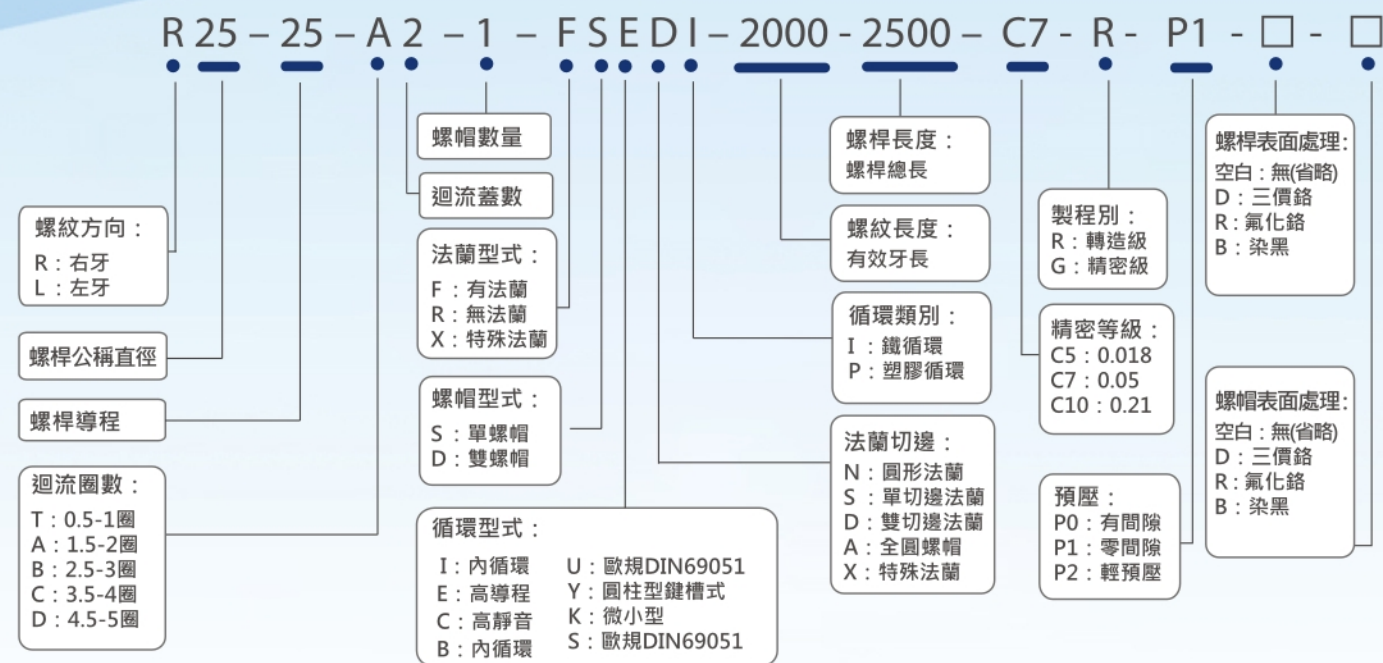 R 25 – 25 – A 2 – 1 – F S E D I – 2000 - 2500 – C7 - R - P1 - □ - □
螺紋方向：
R：右牙
L：左牙
螺桿公稱直徑
螺桿導程
迴流圈數：
T：0.5-1圈
A：1.5-2圈
B：2.5-3圈
C：3.5-4圈
D：4.5-5圈
螺帽數量
迴流蓋數
法蘭型式：
F：有法蘭
R：無法蘭
X：特殊法蘭
螺帽型式：
S：單螺帽
D：雙螺帽
循環型式：
I：內循環
E：高導程
C：高靜音
B：內循環
U：歐規DIN69051
Y：圓柱型鍵槽式
K：微小型
S：歐規DIN69051
螺桿長度：
螺桿總長
螺紋長度：
有效牙長
循環類別：
I：鐵循環
P：塑膠循環
法蘭切邊：
N：圓形法蘭
S：單切邊法蘭
D：雙切邊法蘭
A：全圓螺帽
X：特殊法蘭
製程別：
R：轉造級
G：精密級
精密等級：
C5：0.018
C7：0.05
C10：0.21
預壓：
P0：有間隙
P1：零間隙
P2：輕預壓
螺桿表面處理：
空白：無(省略)
D：三價鉻
R：氟化鉻
B：染黑
螺帽表面處理：
空白：無(省略)
D：三價鉻
R：氟化鉻
B：染黑